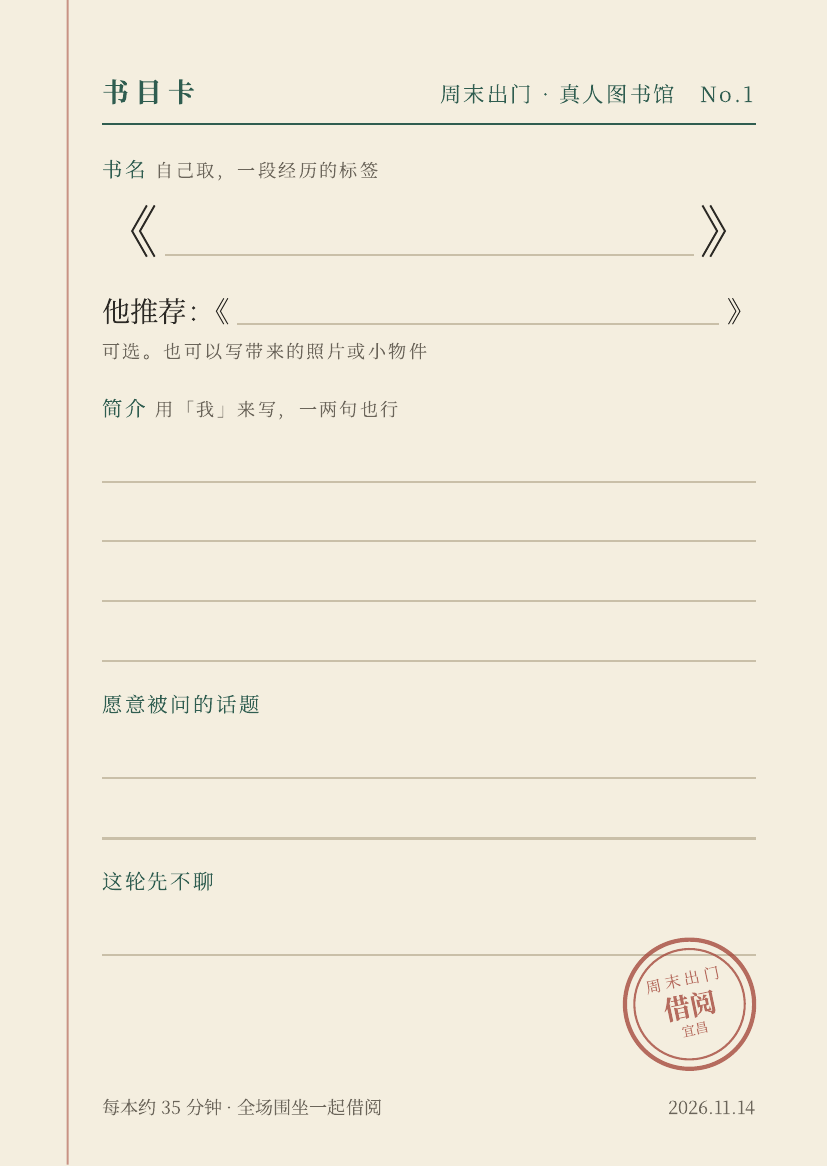 书目卡
周末出门 · 真人图书馆 No.1
书名 自己取，一段经历的标签
《 》
他推荐：《 》
可选。也可以写带来的照片或小物件
简介 用「我」来写，一两句也行
愿意被问的话题
这轮先不聊
周末出门
借阅
宜昌
每本约 35 分钟 · 全场围坐一起借阅
2026.11.14